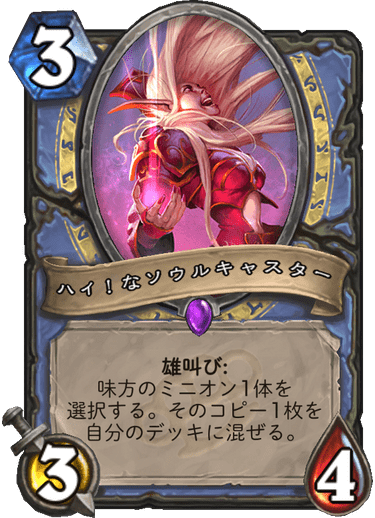 3
ハイ！なソウルキャスター
雄叫び:
味方のミニオン1体を
選択する。そのコピー1枚を
自分のデッキに混ぜる。
3
4